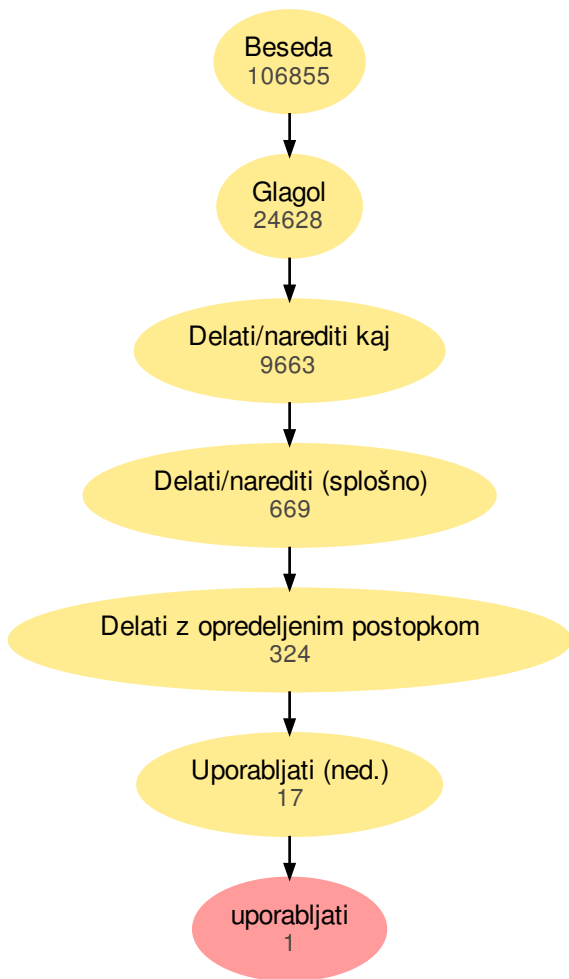 Beseda
106855
Glagol
24628
Delati/narediti kaj
9663
Delati/narediti (splošno)
669
Delati z opredeljenim postopkom
324
Uporabljati (ned.)
17
uporabljati
1